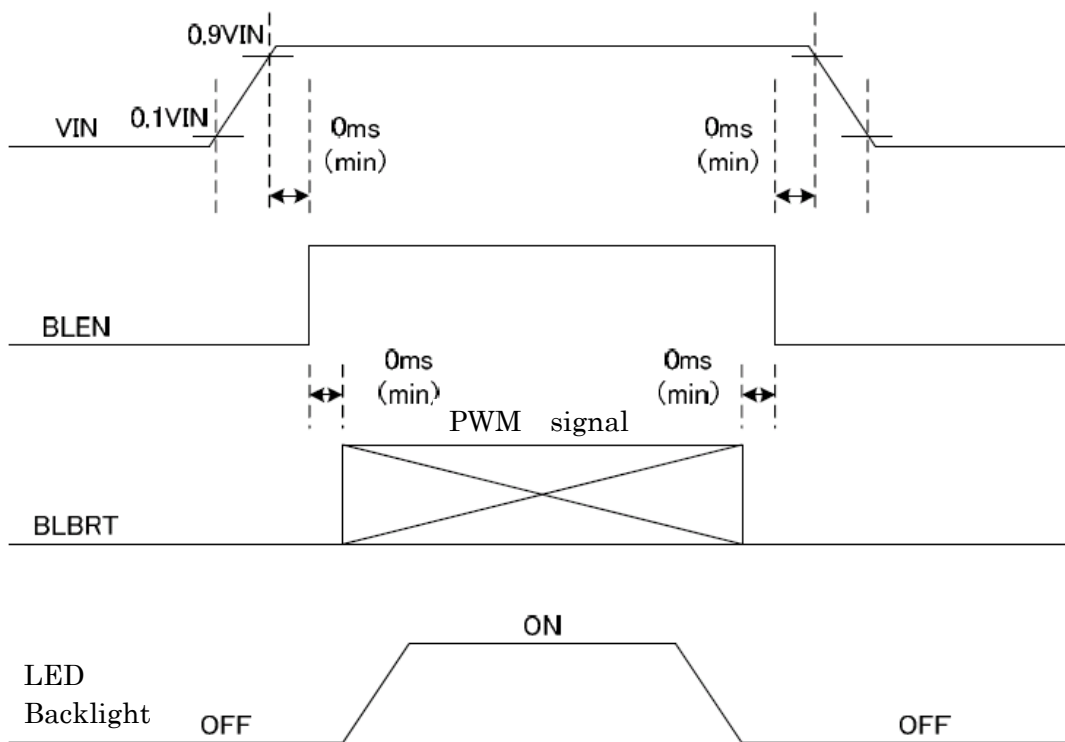 0.9VIN
0.1VIN
VIN
0ms
(min)
0ms
(min)
BLEN
0ms
(min)
0ms
(min)
PWM signal
BLBRT
ON
LED
Backlight
OFF
OFF